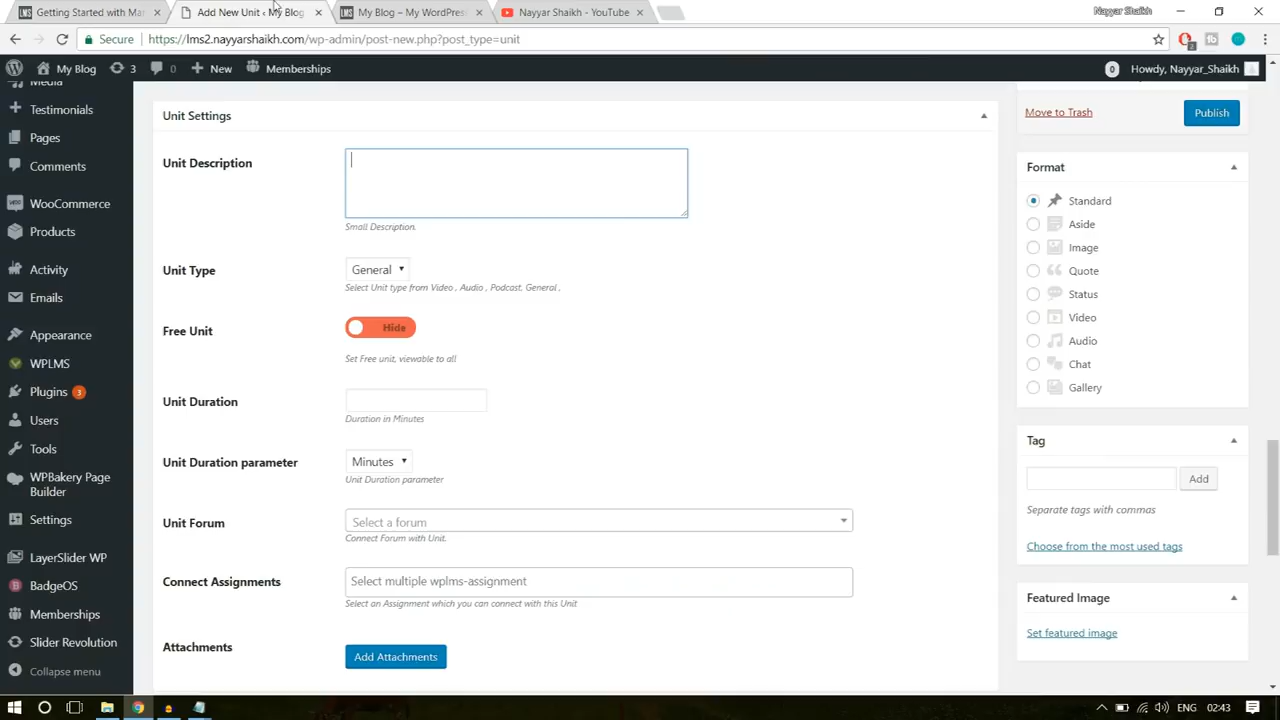 Getting Started with Mar
Add New Unit ‹ My Blog
My Blog – My WordPress
Nayyar Shaikh - YouTube
Nayyar Shaikh
Secure
https://lms2.nayyarshaikh.com/wp-admin/post-new.php?post_type=unit
2
My Blog
3
0
New
Memberships
0
Howdy, Nayyar_Shaikh
Media
Testimonials
Pages
Comments
WooCommerce
Products
Activity
Emails
Appearance
WPLMS
Plugins 3
Users
Tools
WPBakery Page
Builder
Settings
LayerSlider WP
BadgeOS
Memberships
Slider Revolution
Collapse menu
Unit Settings
Unit Description
Small Description.
Unit Type
General
Select Unit type from Video , Audio , Podcast, General ,
Free Unit
Hide
Set Free unit, viewable to all
Unit Duration
Duration in Minutes
Unit Duration parameter
Minutes
Unit Duration parameter
Unit Forum
Select a forum
Connect Forum with Unit.
Connect Assignments
Select multiple wplms-assignment
Select an Assignment which you can connect with this Unit
Attachments
Add Attachments
Move to Trash
Publish
Format
Standard
Aside
Image
Quote
Status
Video
Audio
Chat
Gallery
Tag
Add
Separate tags with commas
Choose from the most used tags
Featured Image
Set featured image
ENG
02:43